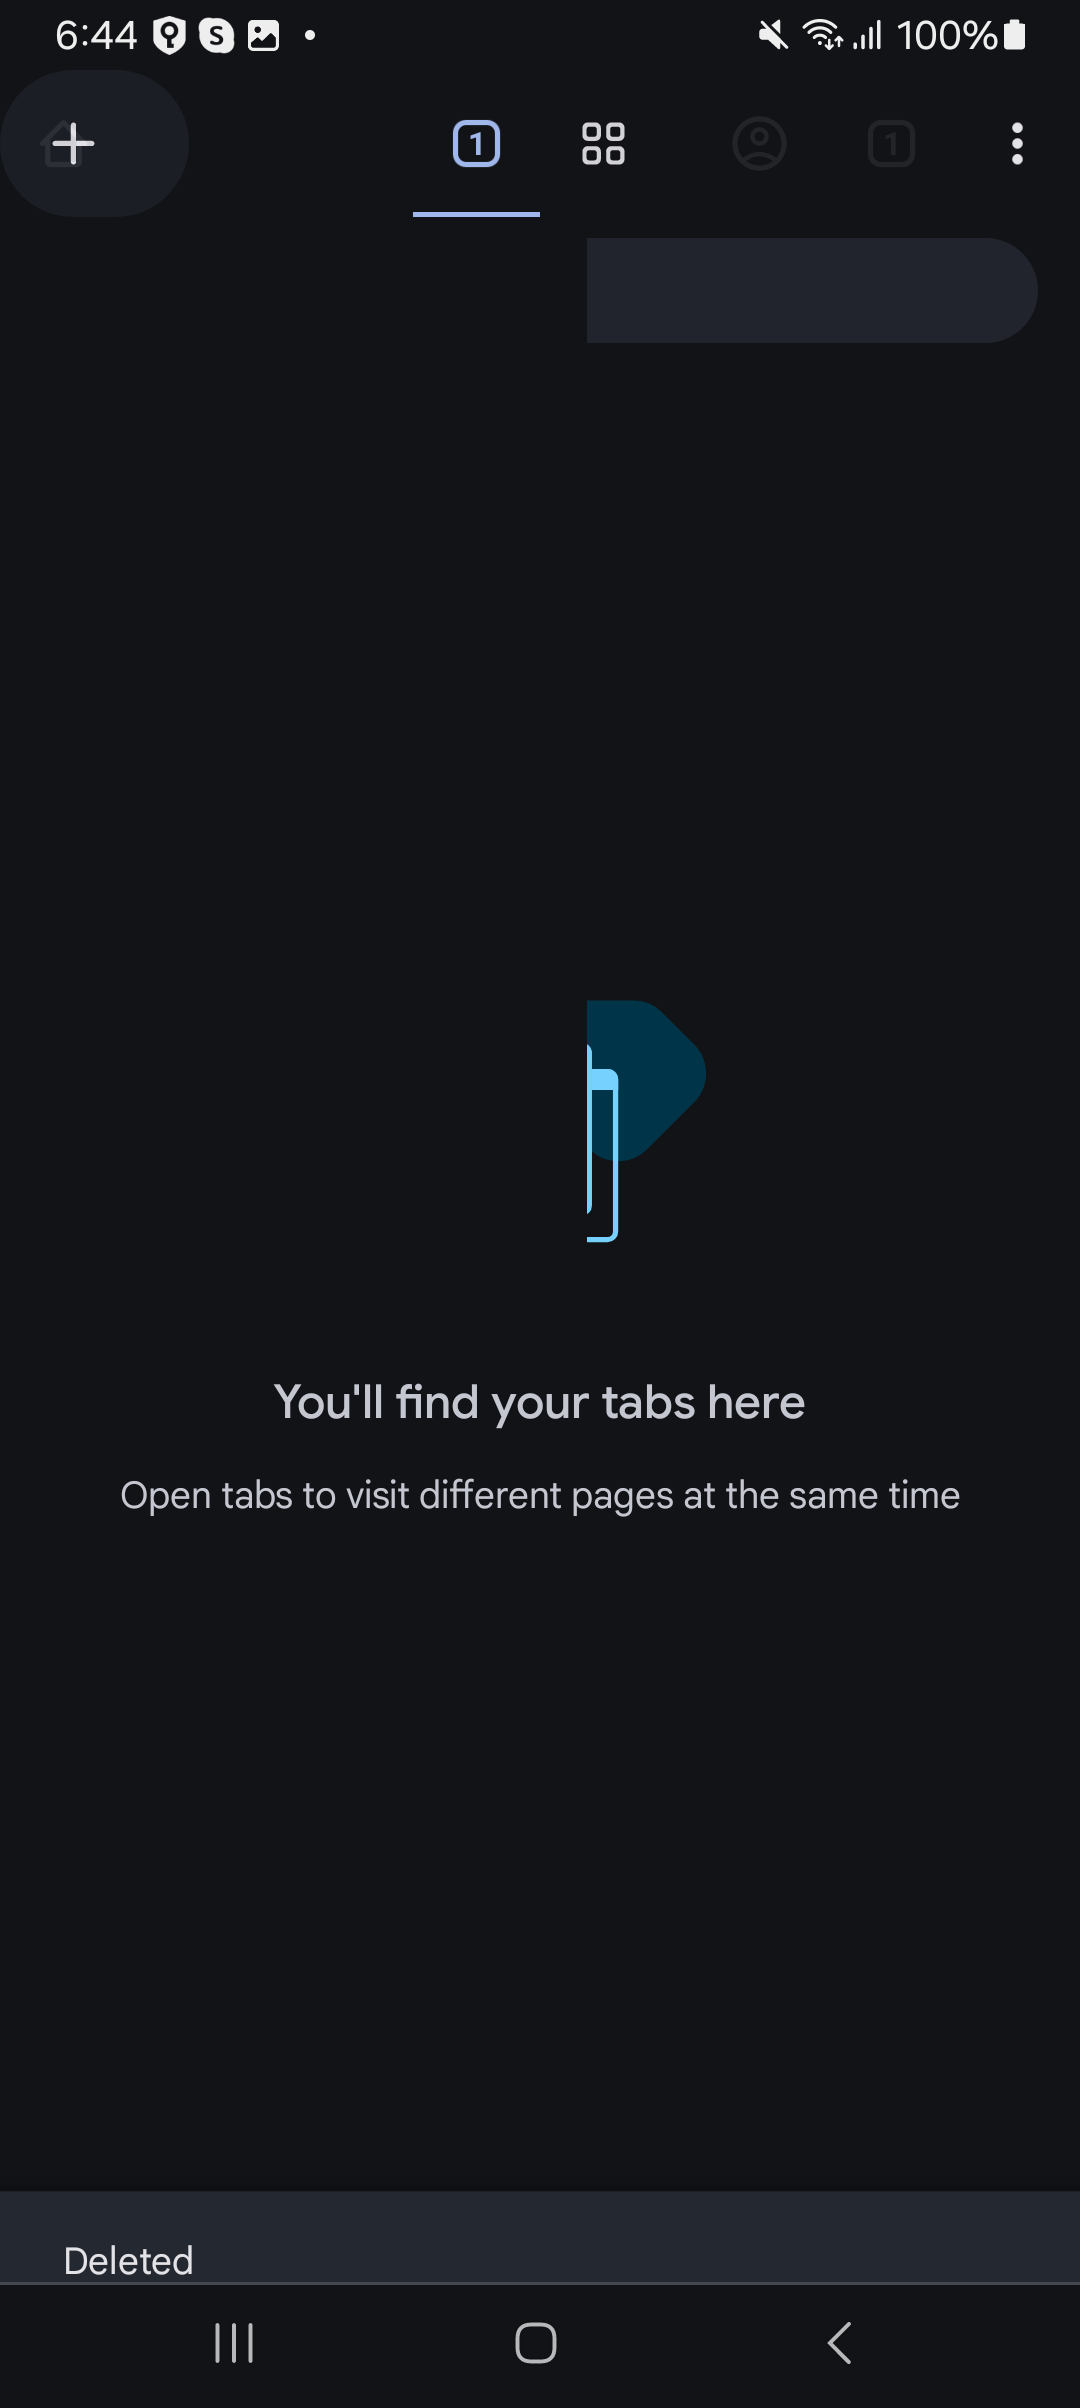 6:44 S 100%
1 1
You'll find your tabs here
Open tabs to visit different pages at the same time
Deleted